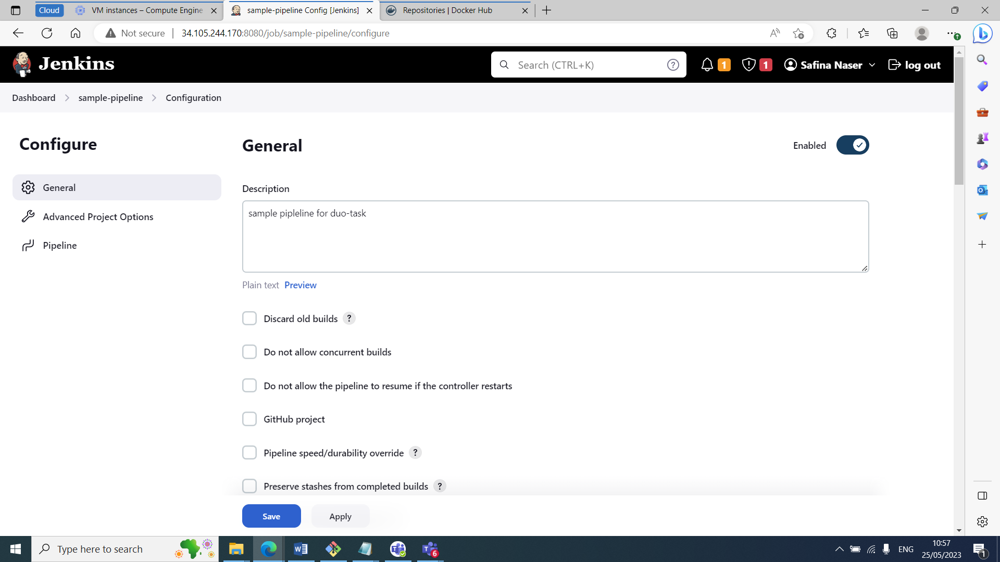 Cloud
VM instances – Compute Engine
sample-pipeline Config [Jenkins]
Repositories | Docker Hub
Not secure
34.105.244.170:8080/job/sample-pipeline/configure
Jenkins
Search (CTRL+K)
?
1
1
Safina Naser
log out
Dashboard
sample-pipeline
Configuration
Configure
General
Advanced Project Options
Pipeline
General
Enabled
Description
sample pipleline for duo-task
Plain text Preview
Discard old builds ?
Do not allow concurrent builds
Do not allow the pipeline to resume if the controller restarts
GitHub project
Pipeline speed/durability override ?
Preserve stashes from completed builds ?
Save
Apply
Type here to search
6
ENG
10:57
25/05/2023
1